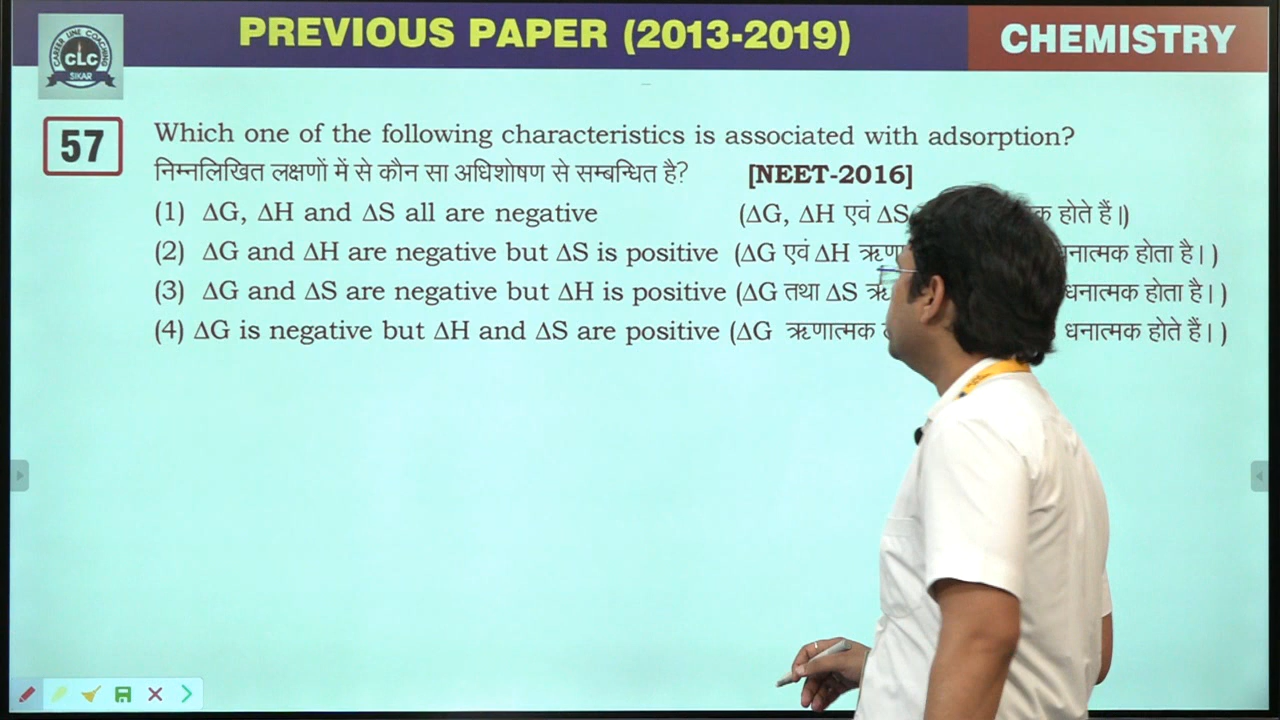 PREVIOUS PAPER (2013-2019)
CHEMISTRY
CAREER LINE COACHING
CLC
SIKAR
57
Which one of the following characteristics is associated with adsorption?
निम्नलिखित लक्षणों में से कौन सा अधिशोषण से सम्बन्धित है? [NEET-2016]
(1) ΔG, ΔH and ΔS all are negative (ΔG, ΔH एवं ΔS होते हैं।)
(2) ΔG and ΔH are negative but ΔS is positive (ΔG एवं ΔH होता है।)
(3) ΔG and ΔS are negative but ΔH is positive (ΔG तथा ΔS धनात्मक होता है।)
(4) ΔG is negative but ΔH and ΔS are positive (ΔG ऋणात्मक धनात्मक होते हैं।)